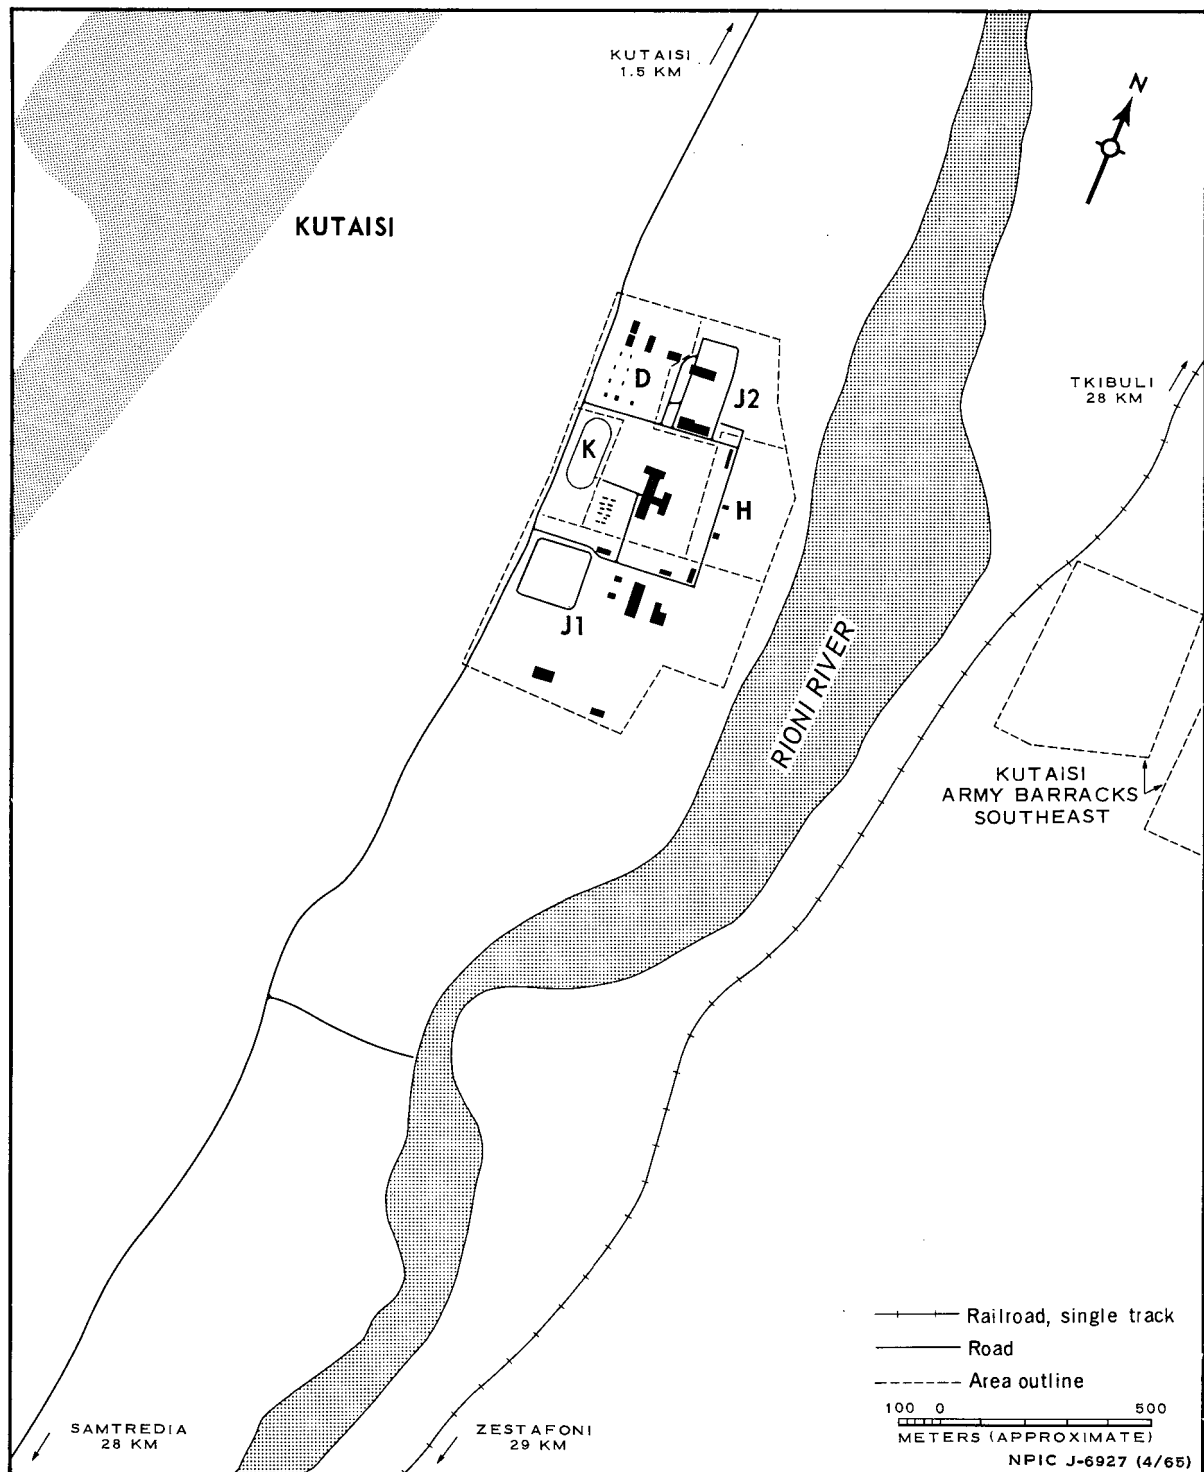 KUTAISI
1.5 KM
N
KUTAISI
TKIBULI
28 KM
D
J2
K
H
J1
RIONI RIVER
KUTAISI
ARMY BARRACKS
SOUTHEAST
Railroad, single track
Road
Area outline
100 0 500
METERS (APPROXIMATE)
SAMTREDIA
28 KM
ZESTAFONI
29 KM
NPIC J-6927 (4/65)